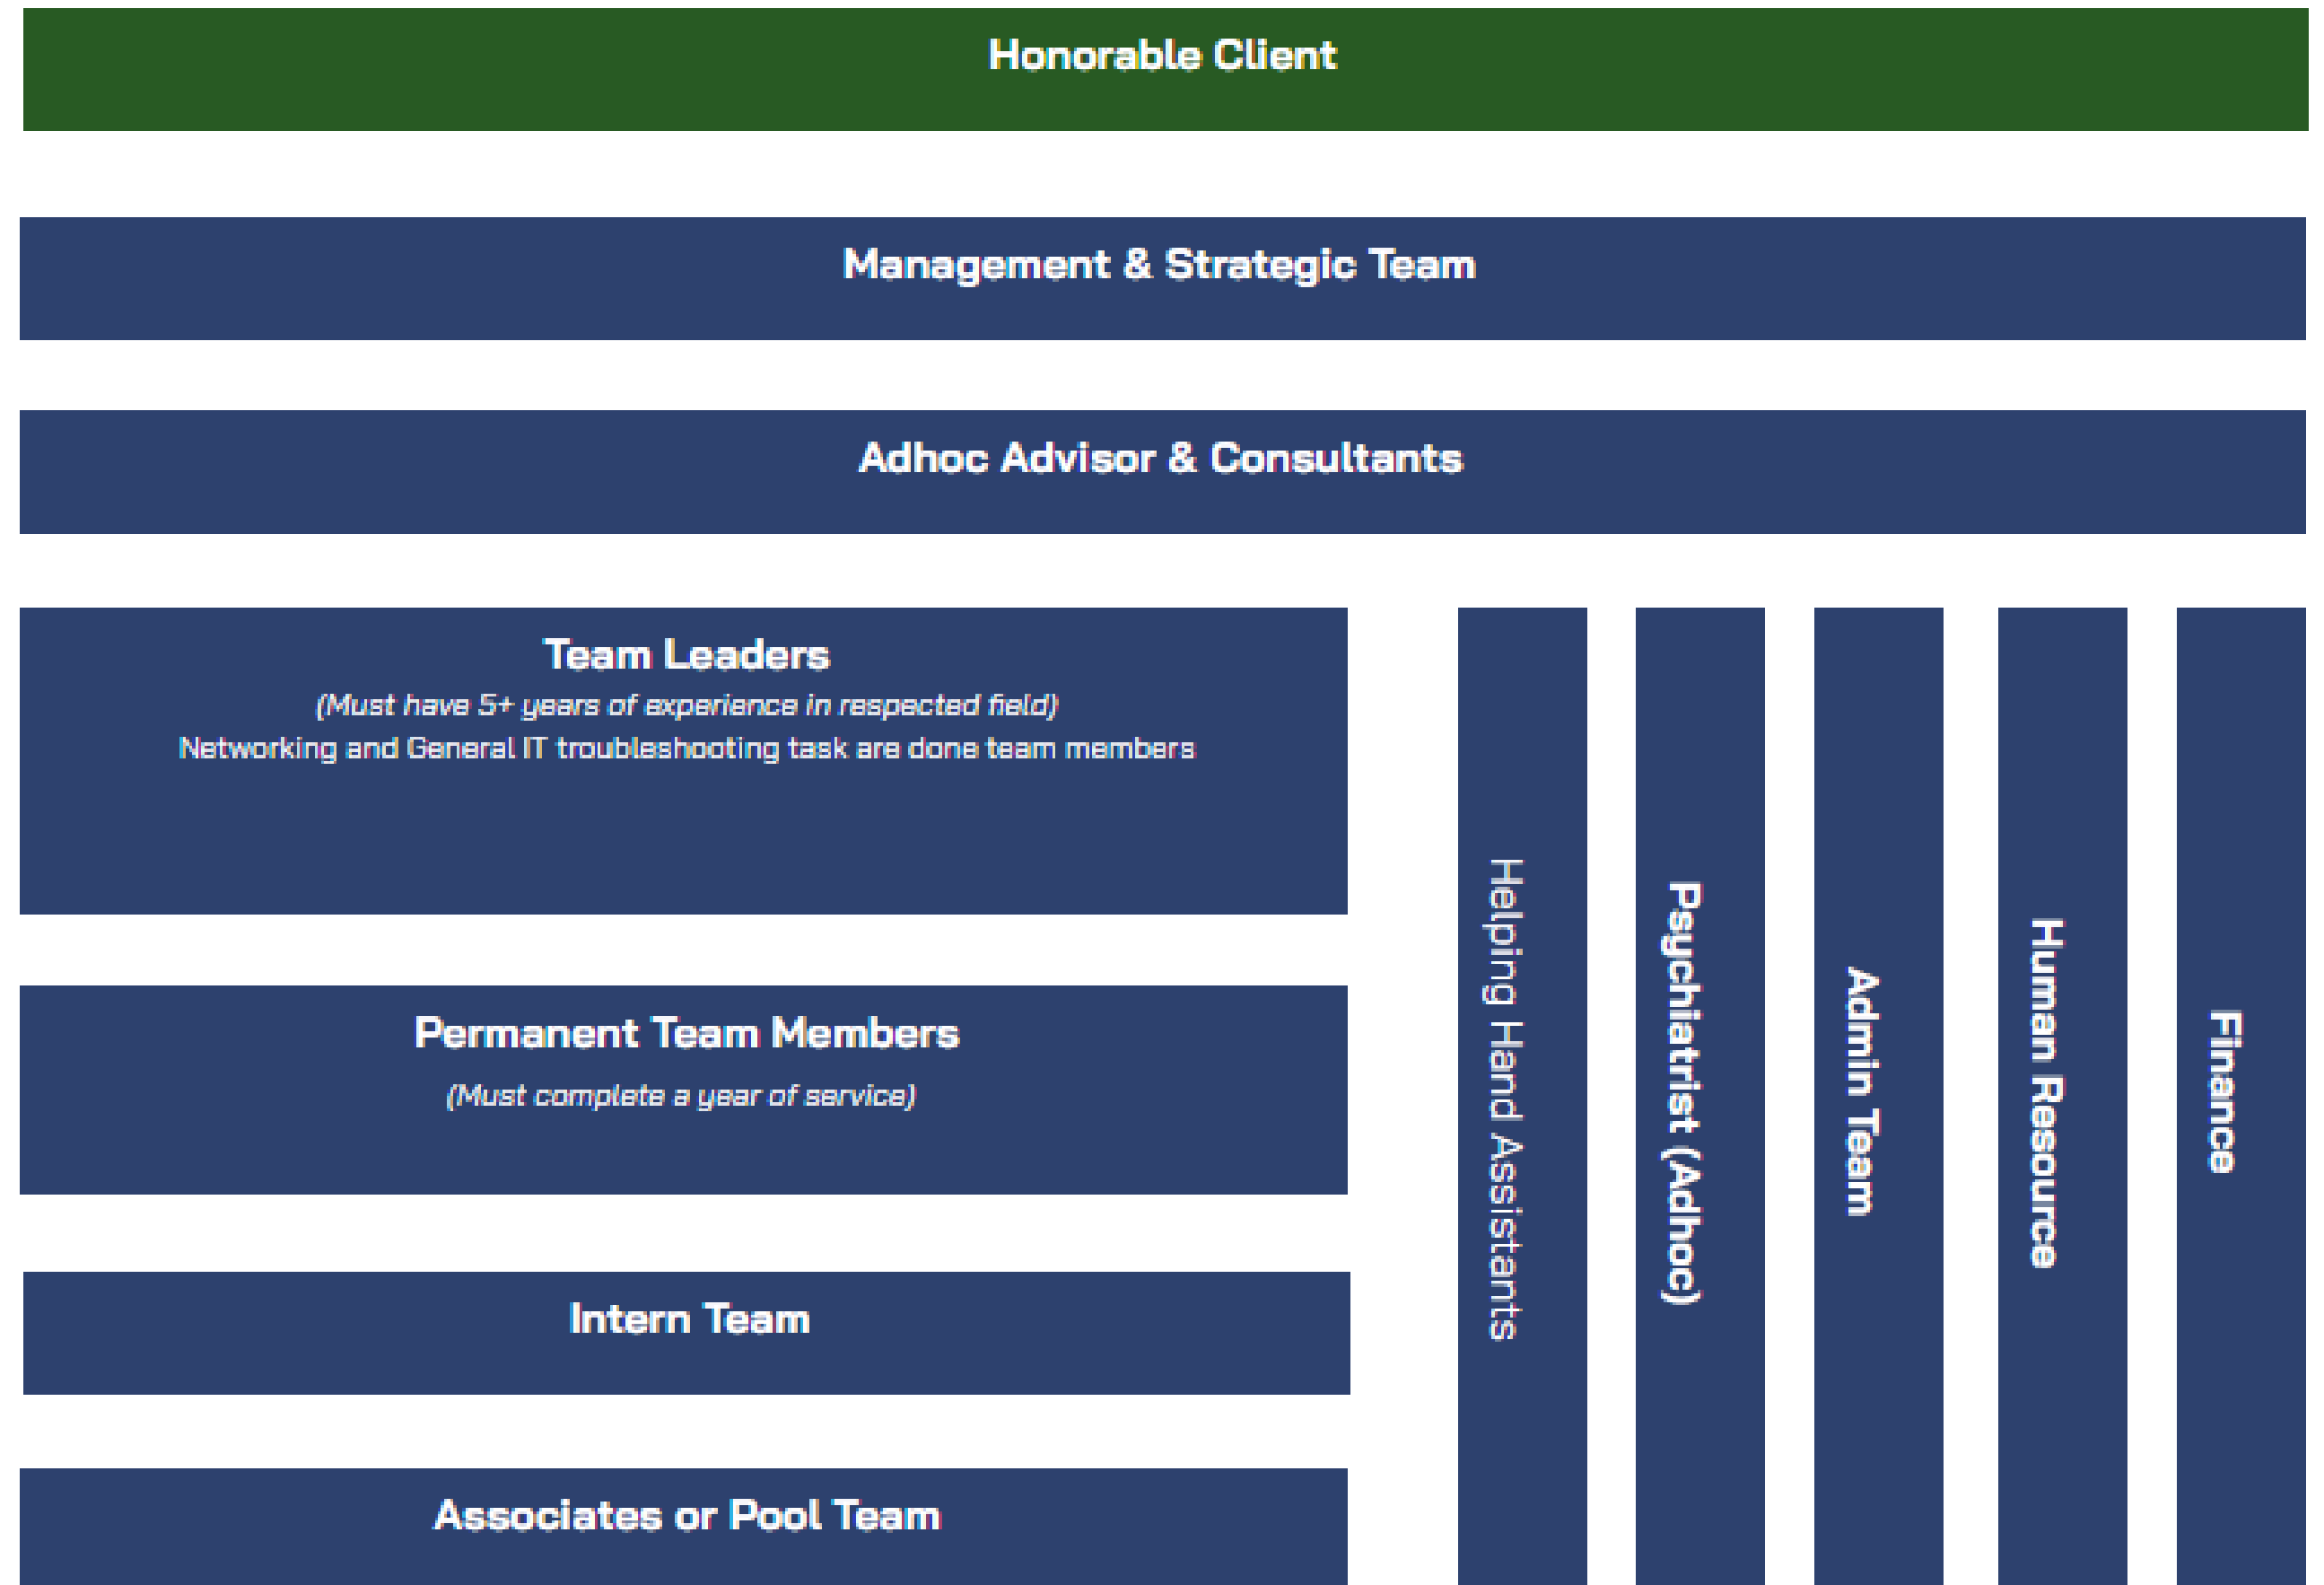 Honorable Client
Management & Strategic Team
Adhoc Advisor & Consultants
Team Leaders
(Must have 5+ years of experience in respected field)
Networking and General IT troubleshooting task are done team members
Permanent Team Members
(Must complete a year of service)
Intern Team
Associates or Pool Team
Helping Hand Assistants
Psychiatrist (Adhoc)
Admin Team
Human Resource
Finance